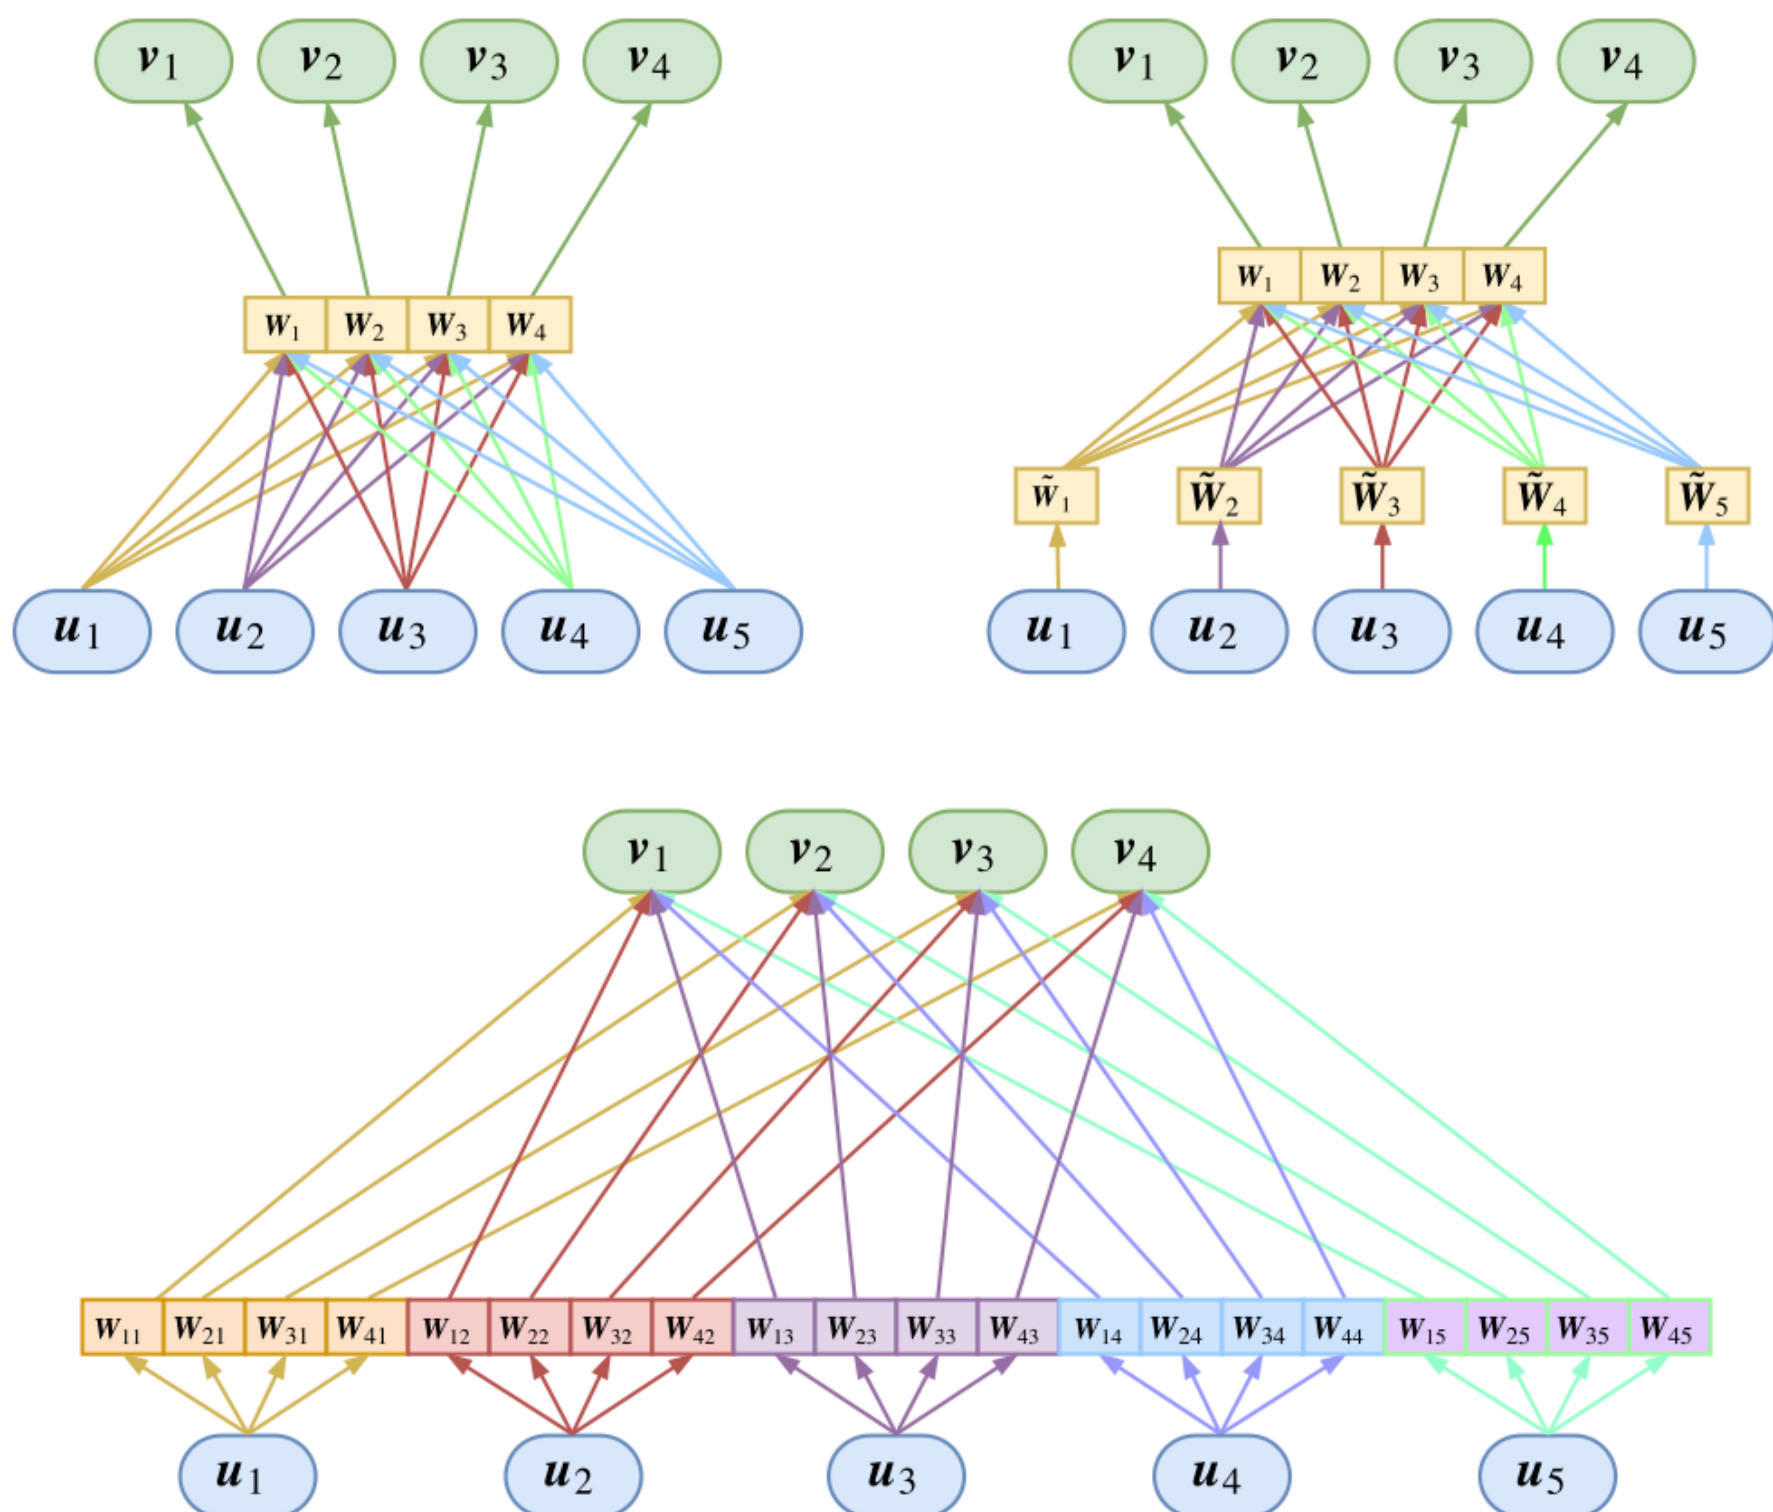 v₁ v₂ v₃ v₄ v₁ v₂ v₃ v₄
W₁ W₂ W₃ W₄
W₁ W₂ W₃ W₄
W̃₁ W̃₂ W̃₃ W̃₄ W̃₅
u₁ u₂ u₃ u₄ u₅ u₁ u₂ u₃ u₄ u₅
v₁ v₂ v₃ v₄
W₁₁ W₂₁ W₃₁ W₄₁ W₁₂ W₂₂ W₃₂ W₄₂ W₁₃ W₂₃ W₃₃ W₄₃ W₁₄ W₂₄ W₃₄ W₄₄ W₁₅ W₂₅ W₃₅ W₄₅
u₁ u₂ u₃ u₄ u₅